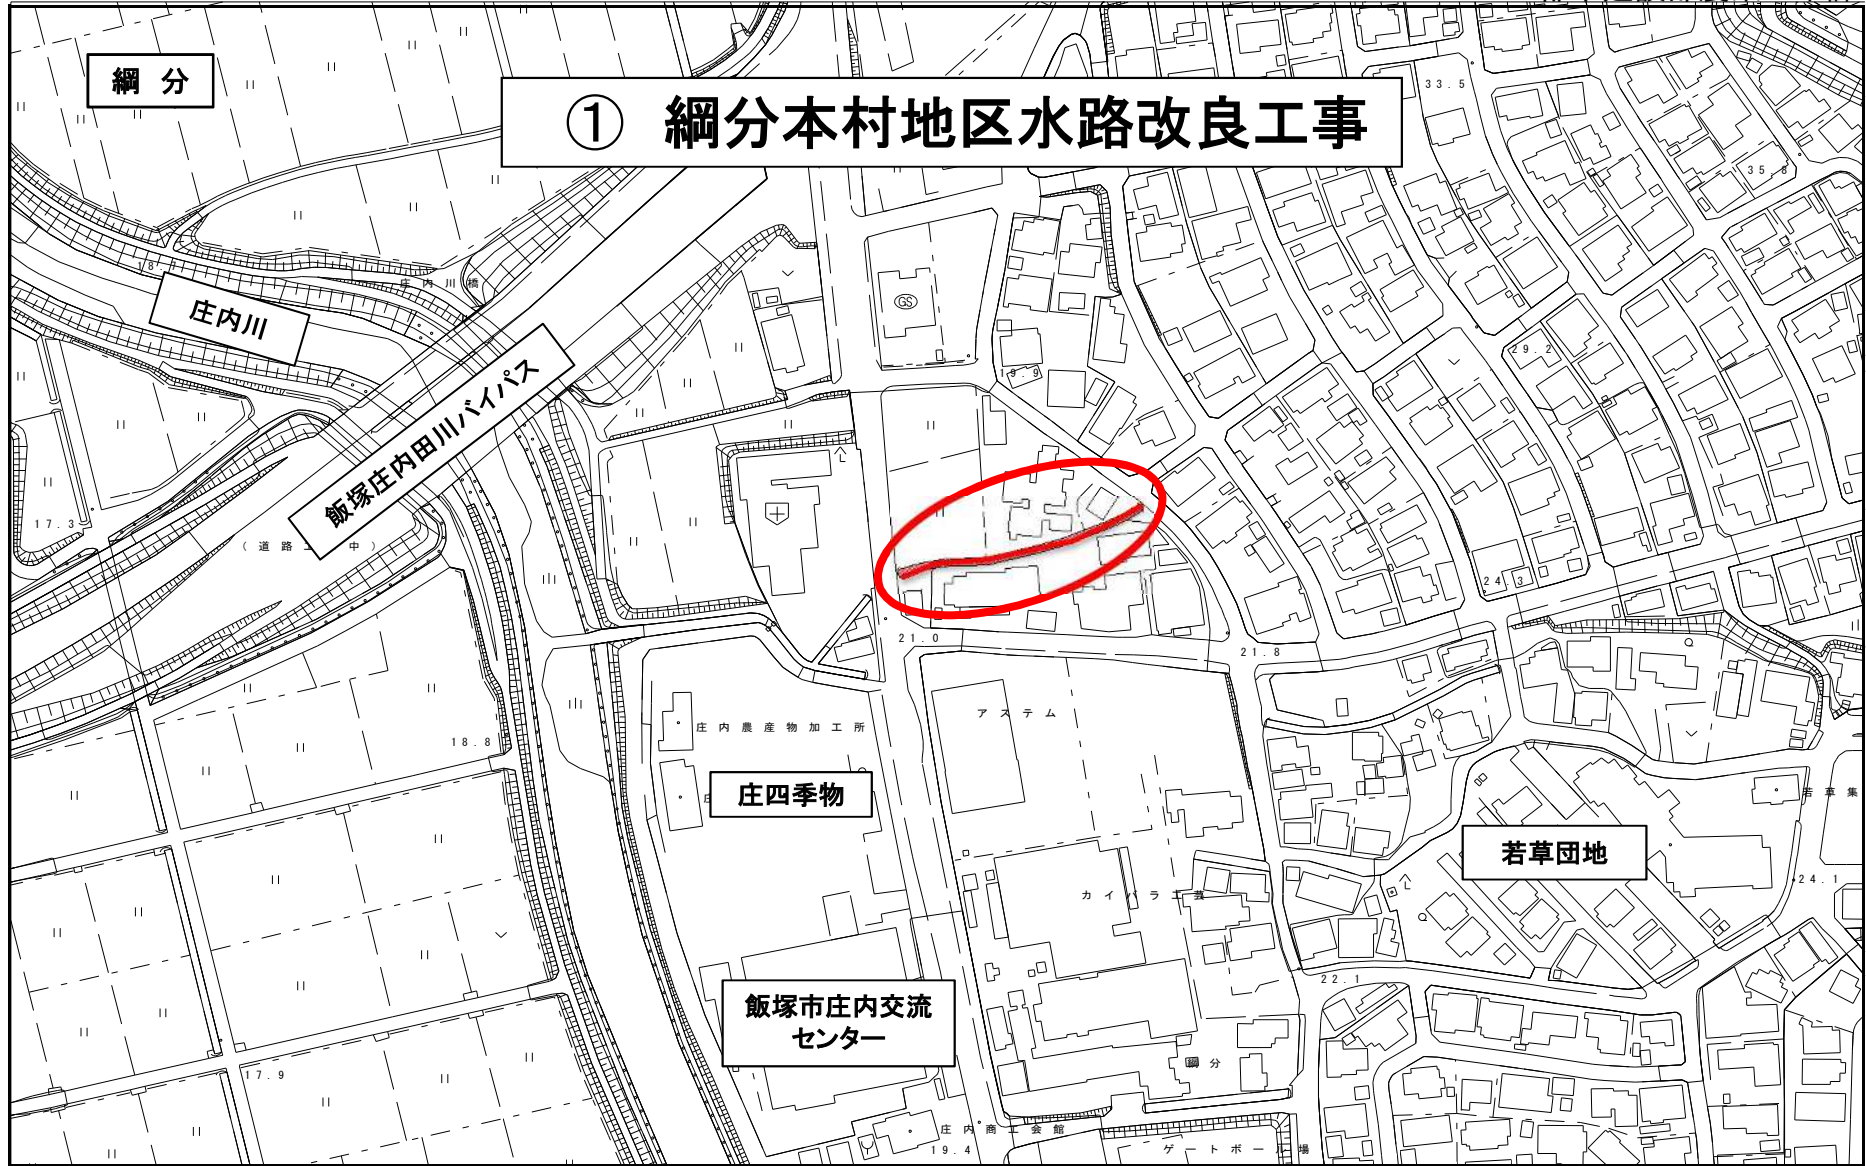 綱 分
① 綱分本村地区水路改良工事
33.5
35.8
庄内川橋
庄内川
GS
29.2
19.9
飯塚庄内田川バイパス
17.3
24.3
21.0
21.8
アステム
庄内農産物加工所
18.8
庄四季物
若草集
若草団地
24.1
カイバラ工芸
22.1
飯塚市庄内交流
センター
綱分
17.9
庄内商工会館
19.4
ゲートボール場